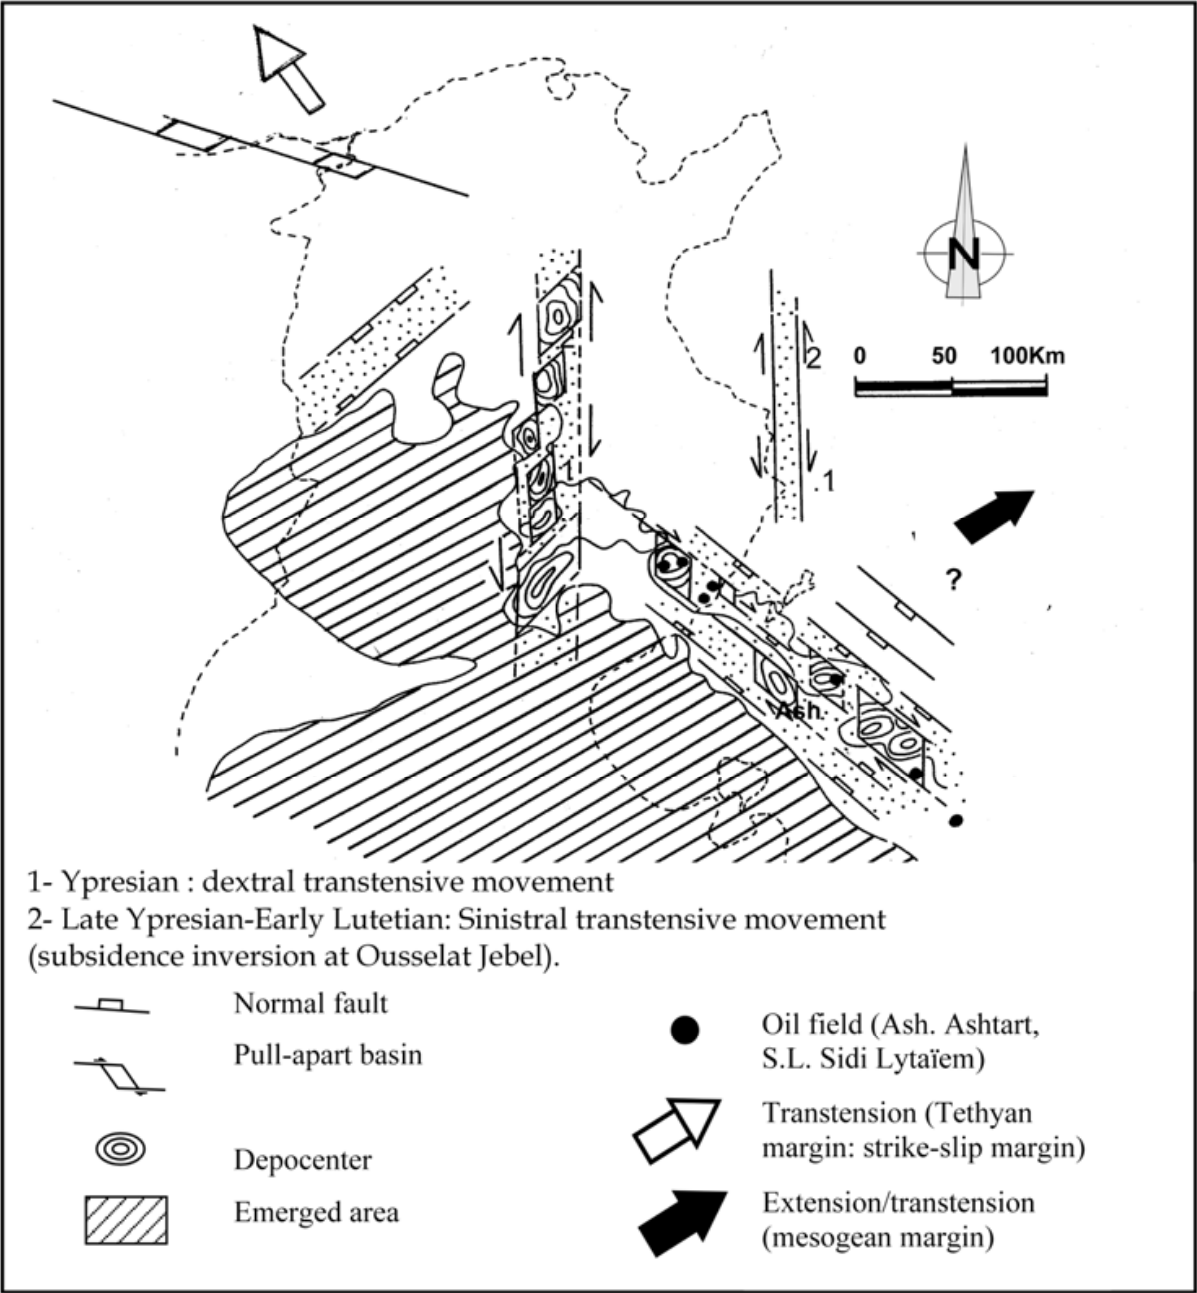 N
0 50 100Km
2
1
?
Ash.
1- Ypresian : dextral transtensive movement
2- Late Ypresian-Early Lutetian: Sinistral transtensive movement
(subsidence inversion at Ousselat Jebel).
Normal fault
Pull-apart basin
Depocenter
Emerged area
Oil field (Ash. Ashtart,
S.L. Sidi Lytaïem)
Transtension (Tethyan
margin: strike-slip margin)
Extension/transtension
(mesogean margin)